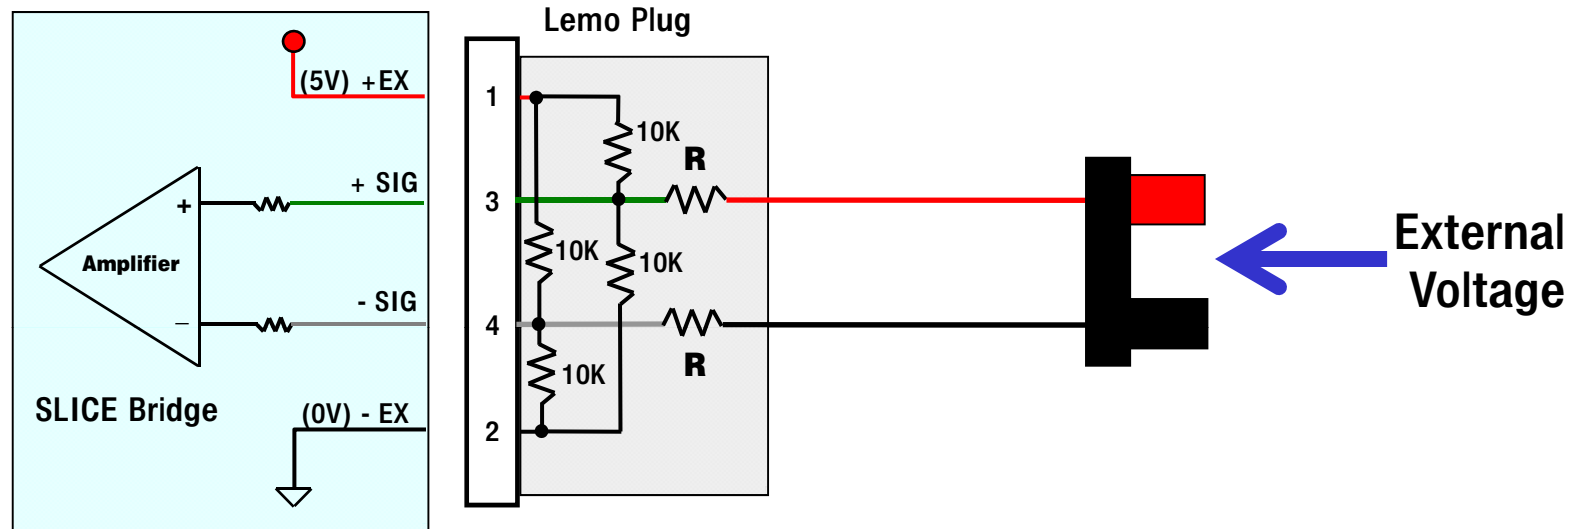 Lemo Plug
(5V) +EX
+ SIG
+
Amplifier
- SIG
–
SLICE Bridge
(0V) - EX
1
3
4
2
10K
R
10K
10K
10K
R
External
Voltage